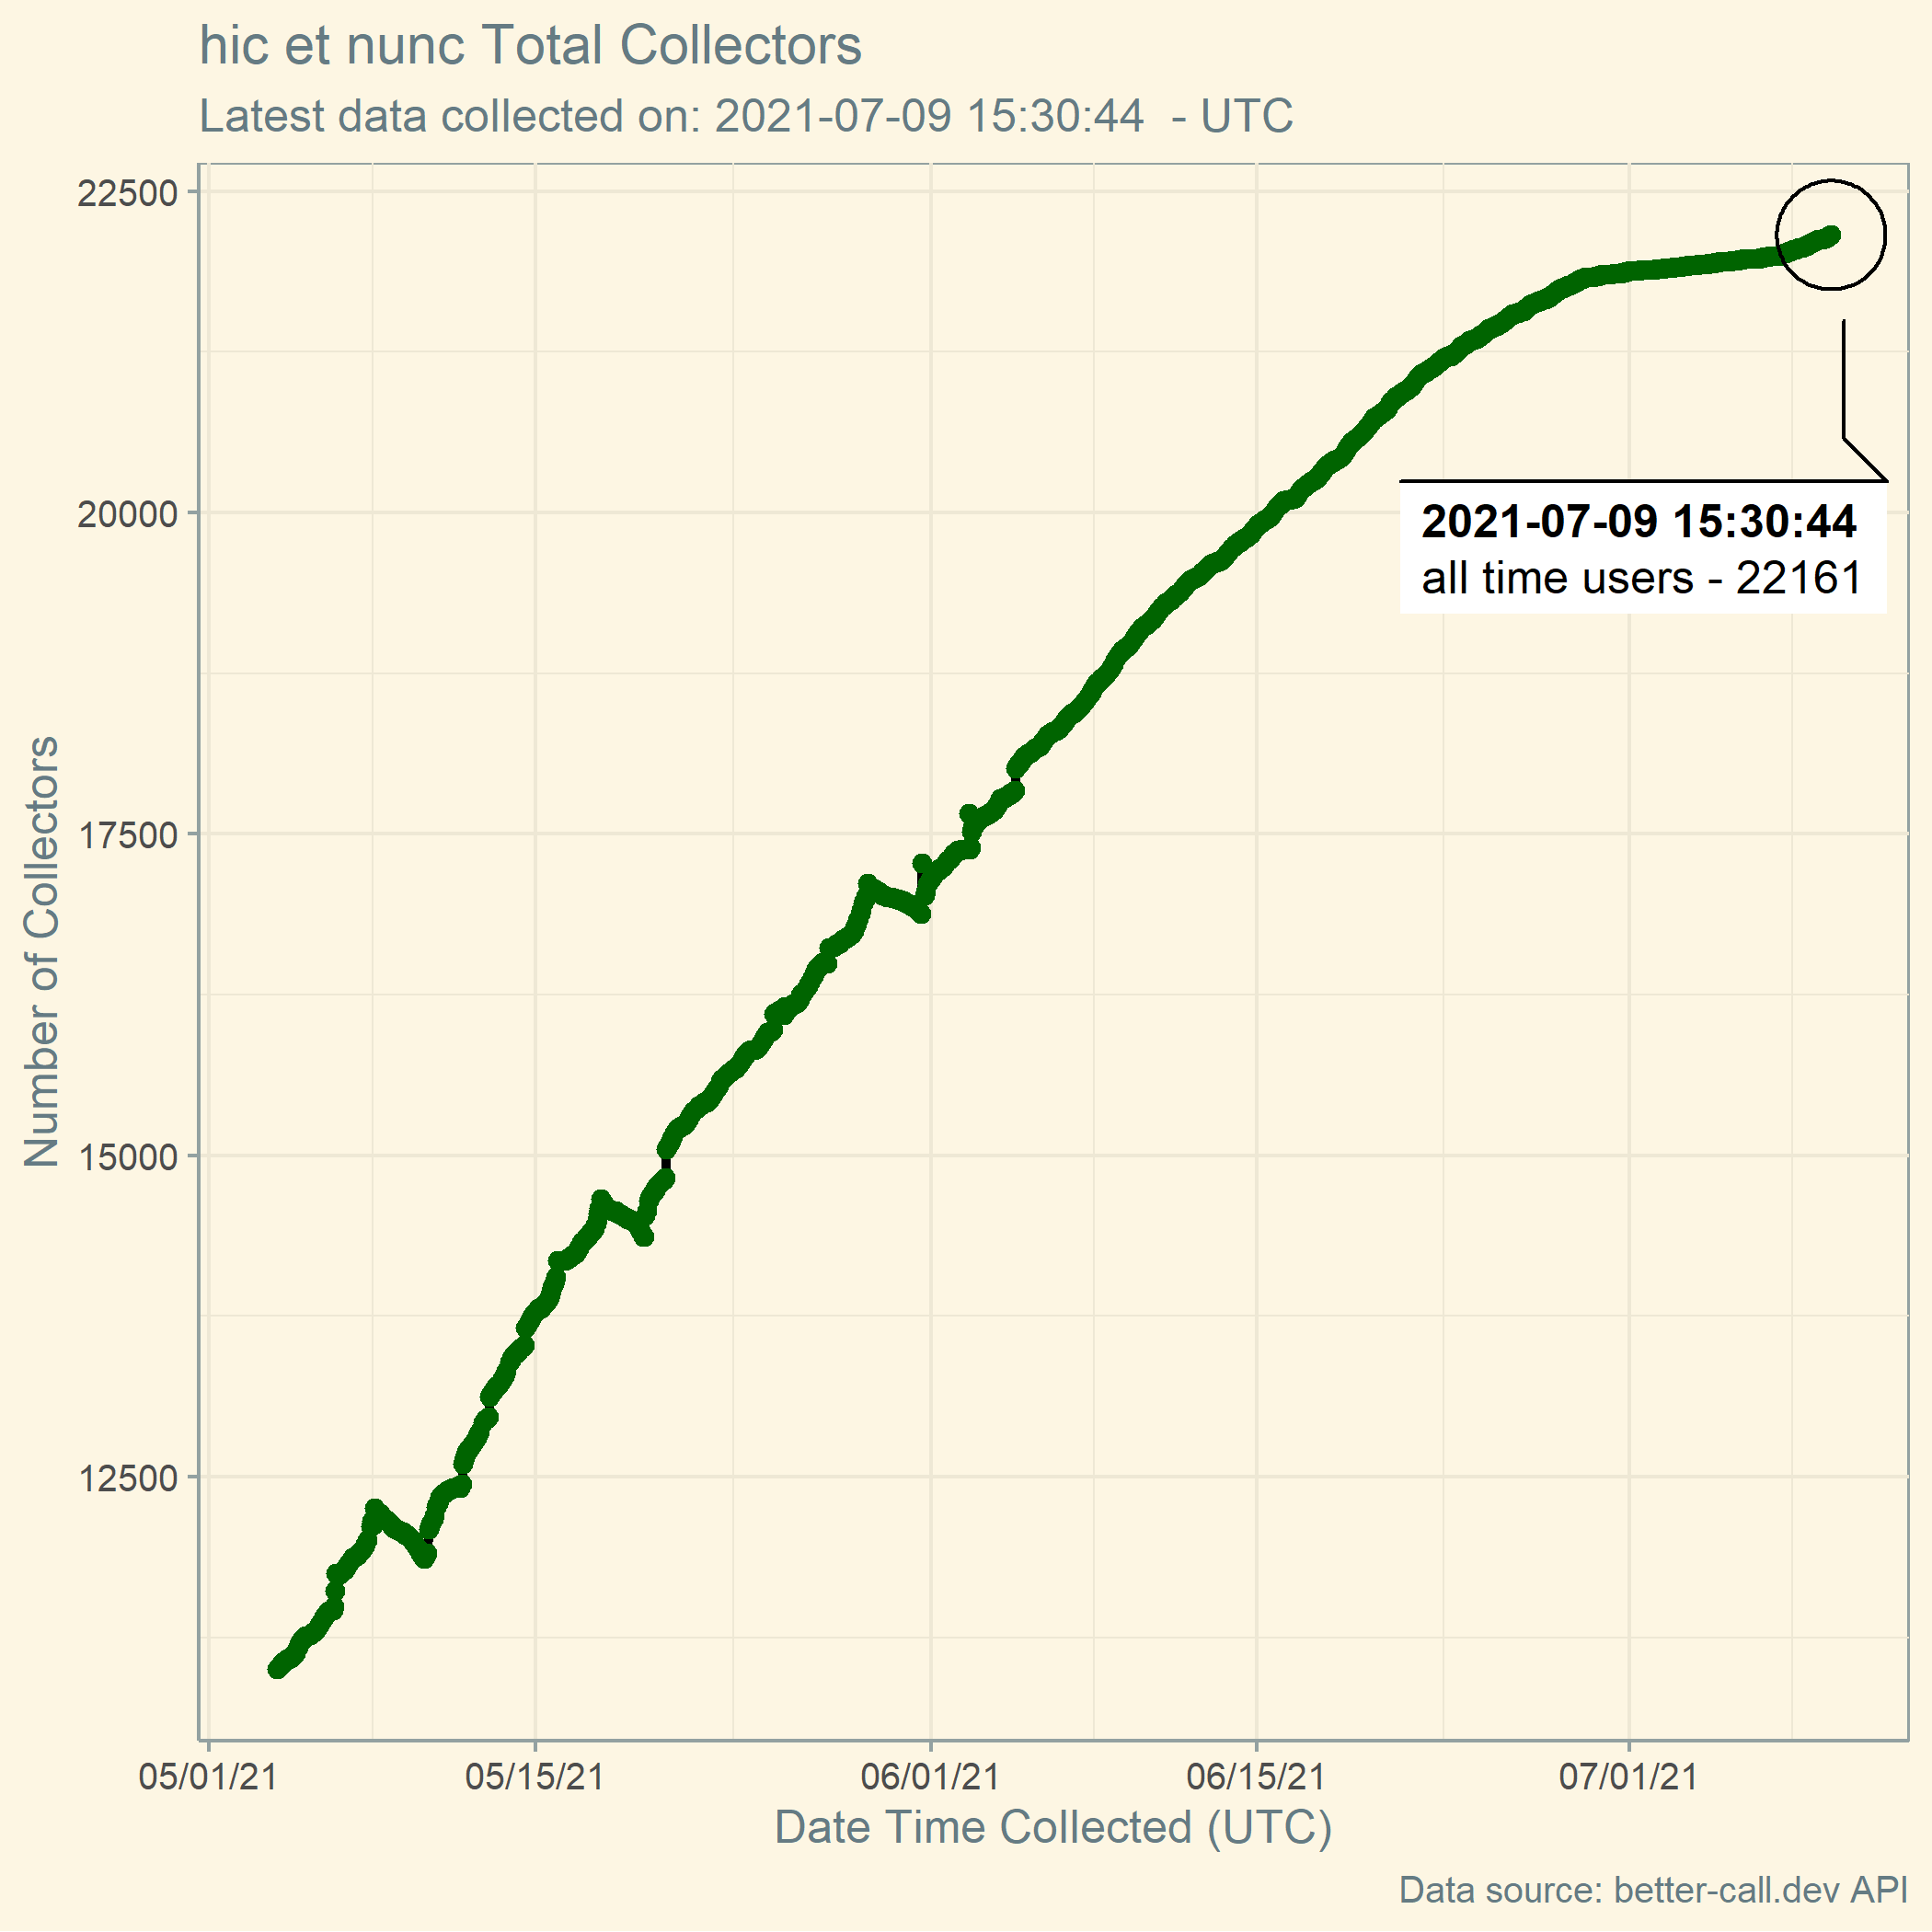 hic et nunc Total Collectors
Latest data collected on: 2021-07-09 15:30:44  - UTC
22500
20000
17500
15000
12500
Number of Collectors
2021-07-09 15:30:44
all time users - 22161
05/01/21 05/15/21 06/01/21 06/15/21 07/01/21
Date Time Collected (UTC)
Data source: better-call.dev API